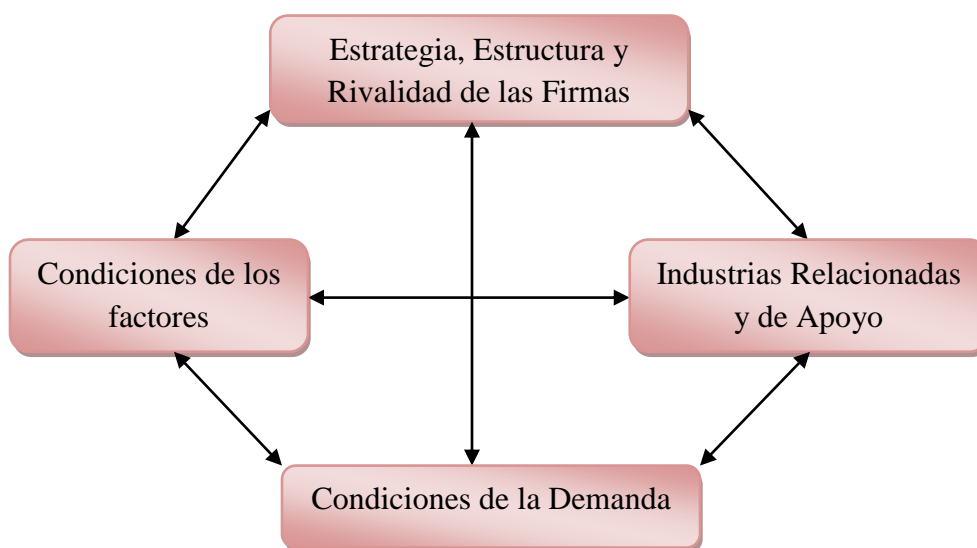 Estrategia, Estructura y
Rivalidad de las Firmas
Condiciones de los
factores
Industrias Relacionadas
y de Apoyo
Condiciones de la Demanda